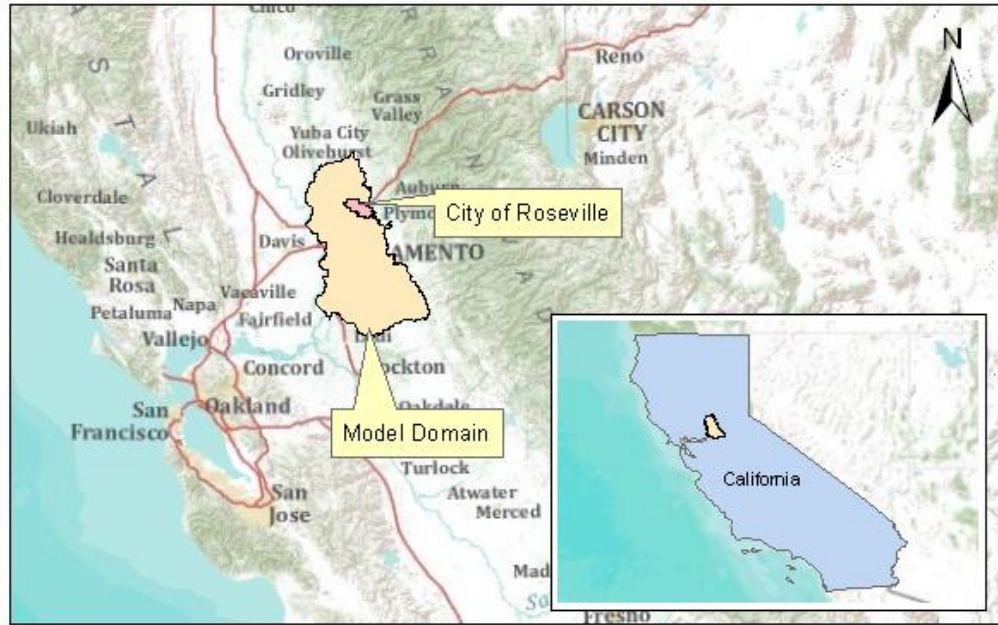 Chico
N
Oroville
Reno
Gridley
Grass
Valley
CARSON
CITY
Ukiah
Yuba City
Olivehurst
Minden
Cloverdale
Auburn
Plymo
City of Roseville
Healdsburg
Davis
AMENTO
Santa
Rosa
Vacaville
Petaluma
Napa
Fairfield
Vallejo
Lodi
Concord
ockton
San
Francisco
Oakland
Oakdale
Model Domain
Turlock
San
Jose
Atwater
Merced
California
Mad
Fresno
S
T
A
L
R
A
N
A
D
A